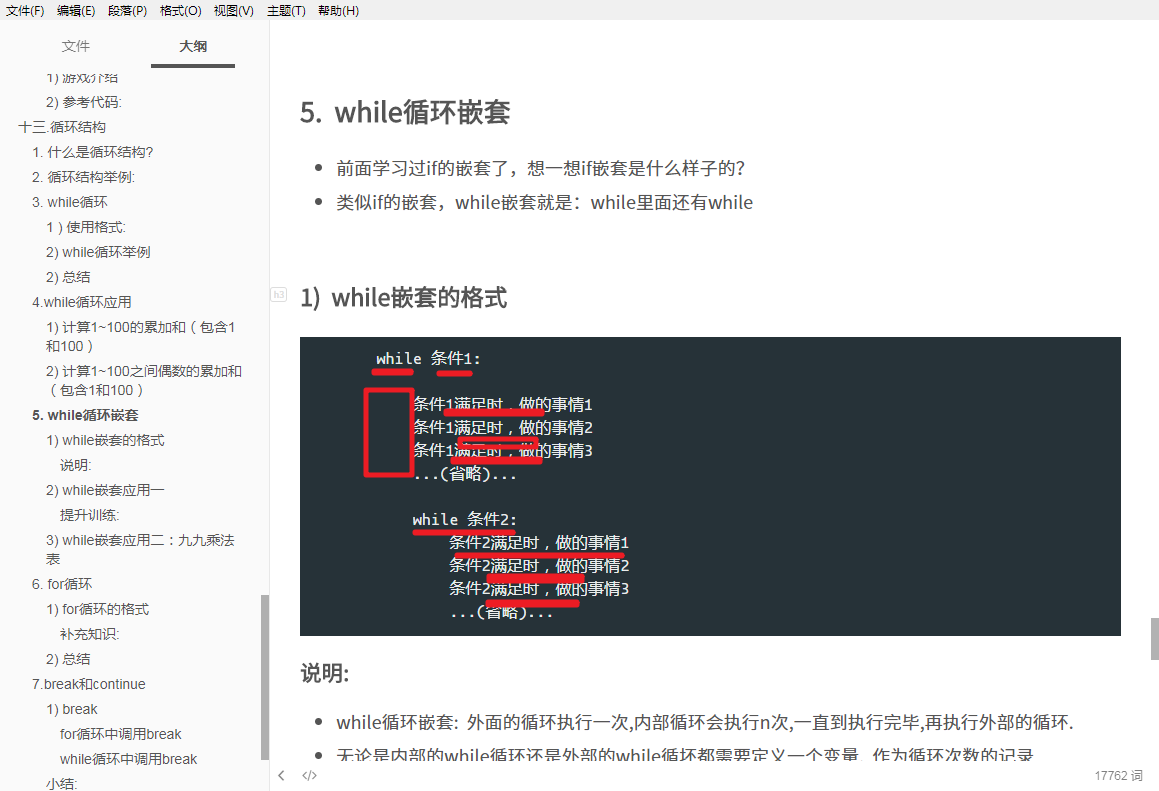 文件(F) 编辑(E) 段落(P) 格式(O) 视图(V) 主题(T) 帮助(H)
文件 大纲
1) 游戏介绍
2) 参考代码:
十三.循环结构
1. 什么是循环结构?
2. 循环结构举例:
3. while循环
1 ) 使用格式:
2) while循环举例
2) 总结
4.while循环应用
1) 计算1~100的累加和（包含1
和100）
2) 计算1~100之间偶数的累加和
（包含1和100）
5. while循环嵌套
1) while嵌套的格式
说明:
2) while嵌套应用一
提升训练:
3) while嵌套应用二：九九乘法
表
6. for循环
1) for循环的格式
补充知识:
2) 总结
7.break和continue
1) break
for循环中调用break
while循环中调用break
小结:
5. while循环嵌套
前面学习过if的嵌套了，想一想if嵌套是什么样子的?
类似if的嵌套，while嵌套就是：while里面还有while
h3
1) while嵌套的格式
while 条件1:
条件1满足时，做的事情1
条件1满足时，做的事情2
条件1满足时，做的事情3
...(省略)...
while 条件2:
条件2满足时，做的事情1
条件2满足时，做的事情2
条件2满足时，做的事情3
...(省略)...
说明:
while循环嵌套: 外面的循环执行一次,内部循环会执行n次,一直到执行完毕,再执行外部的循环.
无论是内部的while循环还是外部的while循环都需要定义一个变量, 作为循环次数的记录
</> 17762 词